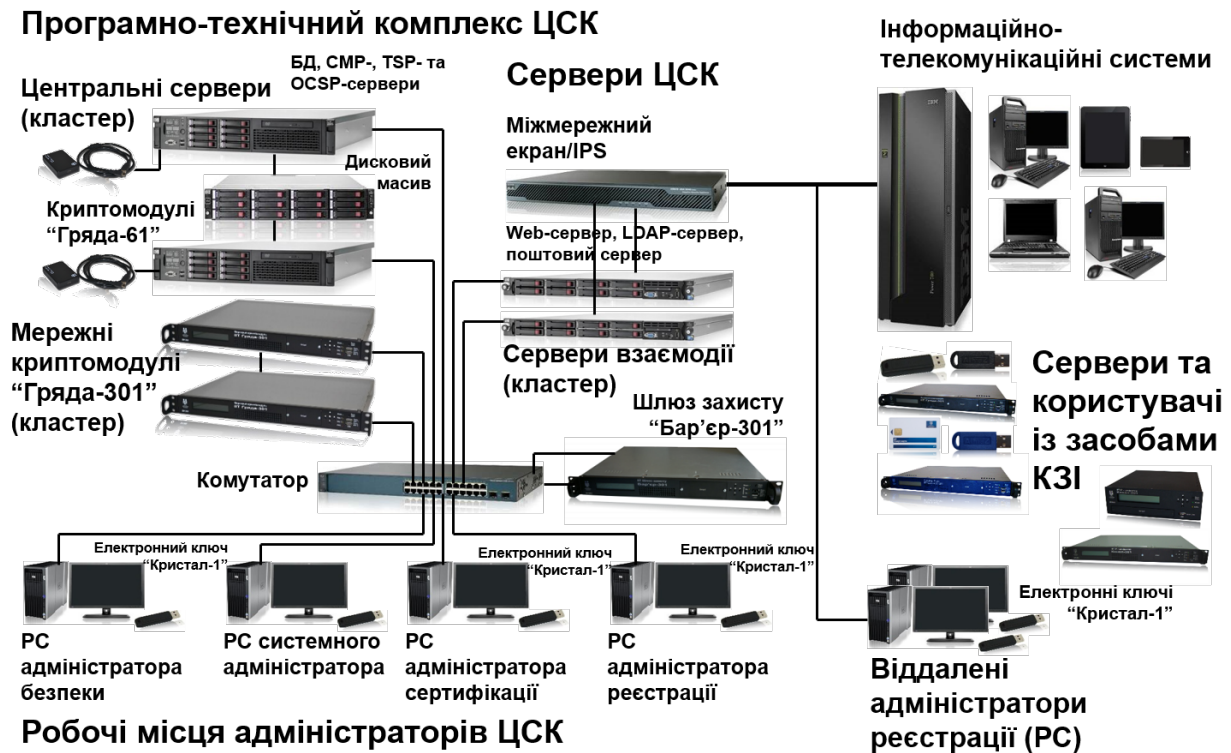 Програмно-технічний комплекс ЦСК
БД, CMP-, TSP- та
OCSP-сервери
Центральні сервери
(кластер)
Дисковий
масив
Криптомодулі
“Гряда-61”
Мережні
криптомодулі
“Гряда-301”
(кластер)
Сервери ЦСК
Міжмережний
екран/IPS
Web-сервер, LDAP-сервер,
поштовий сервер
Сервери взаємодії
(кластер)
Шлюз захисту
“Бар’єр-301”
Комутатор
Інформаційно-
телекомунікаційні системи
IBM
Сервери та
користувачі
із засобами
КЗІ
Електронний ключ
“Кристал-1”
Електронний ключ
“Кристал-1”
Електронний ключ
“Кристал-1”
Електронні ключі
“Кристал-1”
РС
адміністратора
безпеки
РС системного
адміністратора
РС
адміністратора
сертифікації
РС
адміністратора
реєстрації
Віддалені
адміністратори
реєстрації (РС)
Робочі місця адміністраторів ЦСК